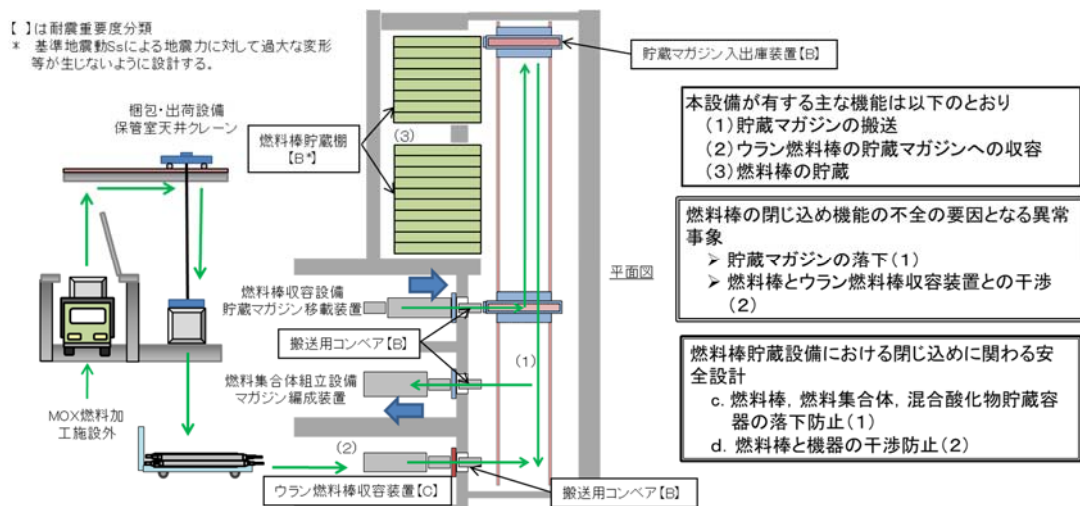 【 】は耐震重要度分類
* 基準地震動Ssによる地震力に対して過大な変形
等が生じないように設計する。
梱包・出荷設備
保管室天井クレーン
MOX燃料加
工施設外
燃料棒貯蔵棚
【B*】
(3)
燃料棒収容設備
貯蔵マガジン移載装置
搬送用コンベア【B】
(1)
燃料集合体組立設備
マガジン編成装置
(2)
ウラン燃料棒収容装置【C】
搬送用コンベア【B】
貯蔵マガジン入出庫装置【B】
平面図
本設備が有する主な機能は以下のとおり
(1)貯蔵マガジンの搬送
(2)ウラン燃料棒の貯蔵マガジンへの収容
(3)燃料棒の貯蔵
燃料棒の閉じ込め機能の不全の要因となる異常
事象
➢ 貯蔵マガジンの落下(1)
➢ 燃料棒とウラン燃料棒収容装置との干渉
(2)
燃料棒貯蔵設備における閉じ込めに関わる安
全設計
c. 燃料棒，燃料集合体，混合酸化物貯蔵容
器の落下防止(1)
d. 燃料棒と機器の干渉防止(2)